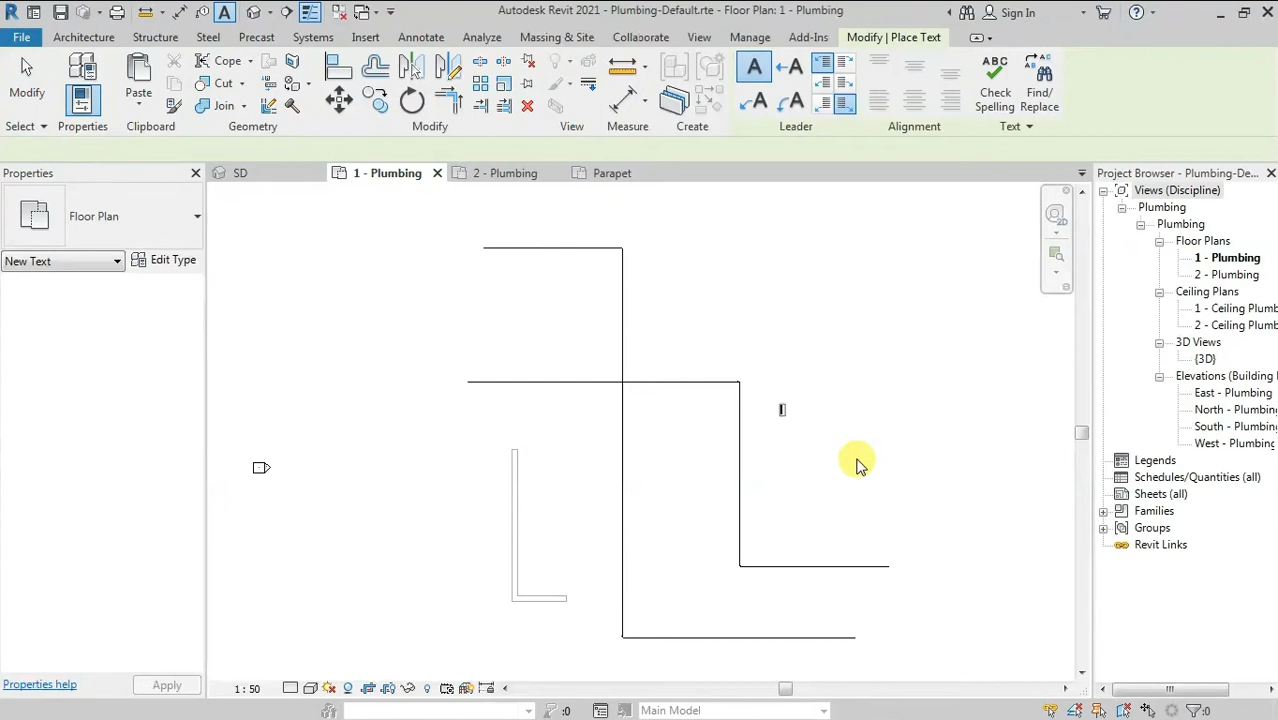 Autodesk Revit 2021 - Plumbing-Default.rte - Floor Plan: 1 - Plumbing
Sign In
File Architecture Structure Steel Precast Systems Insert Annotate Analyze Massing & Site Collaborate View Manage Add-Ins Modify | Place Text
Modify
Paste
Cope
Cut
Join
Check Spelling
Find/ Replace
Select Properties Clipboard Geometry Modify View Measure Create Leader Alignment Text
Properties
SD
1 - Plumbing
2 - Plumbing
Parapet
Project Browser - Plumbing-De...
Floor Plan
New Text
Edit Type
Views (Discipline)
Plumbing
Plumbing
Floor Plans
1 - Plumbing
2 - Plumbing
Ceiling Plans
1 - Ceiling Plumb
2 - Ceiling Plumb
3D Views
{3D}
Elevations (Building
East - Plumbing
North - Plumbing
South - Plumbing
West - Plumbing
Legends
Schedules/Quantities (all)
Sheets (all)
Families
Groups
Revit Links
2D
Properties help
Apply
1 : 50
:0
Main Model
:0